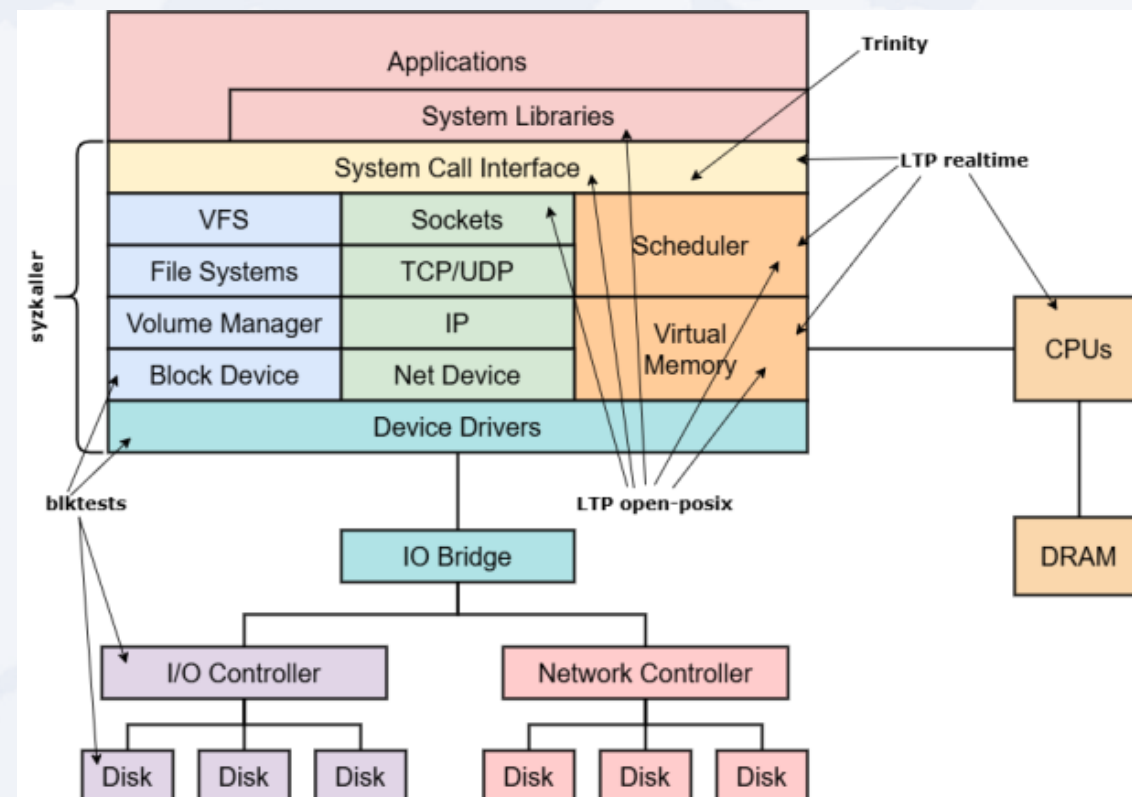 Trinity
Applications
System Libraries
System Call Interface
LTP realtime
VFS
Sockets
Scheduler
File Systems
TCP/UDP
syzkaller
Volume Manager
IP
Virtual
Memory
CPUs
Block Device
Net Device
Device Drivers
blktests
LTP open-posix
IO Bridge
DRAM
I/O Controller
Network Controller
Disk
Disk
Disk
Disk
Disk
Disk